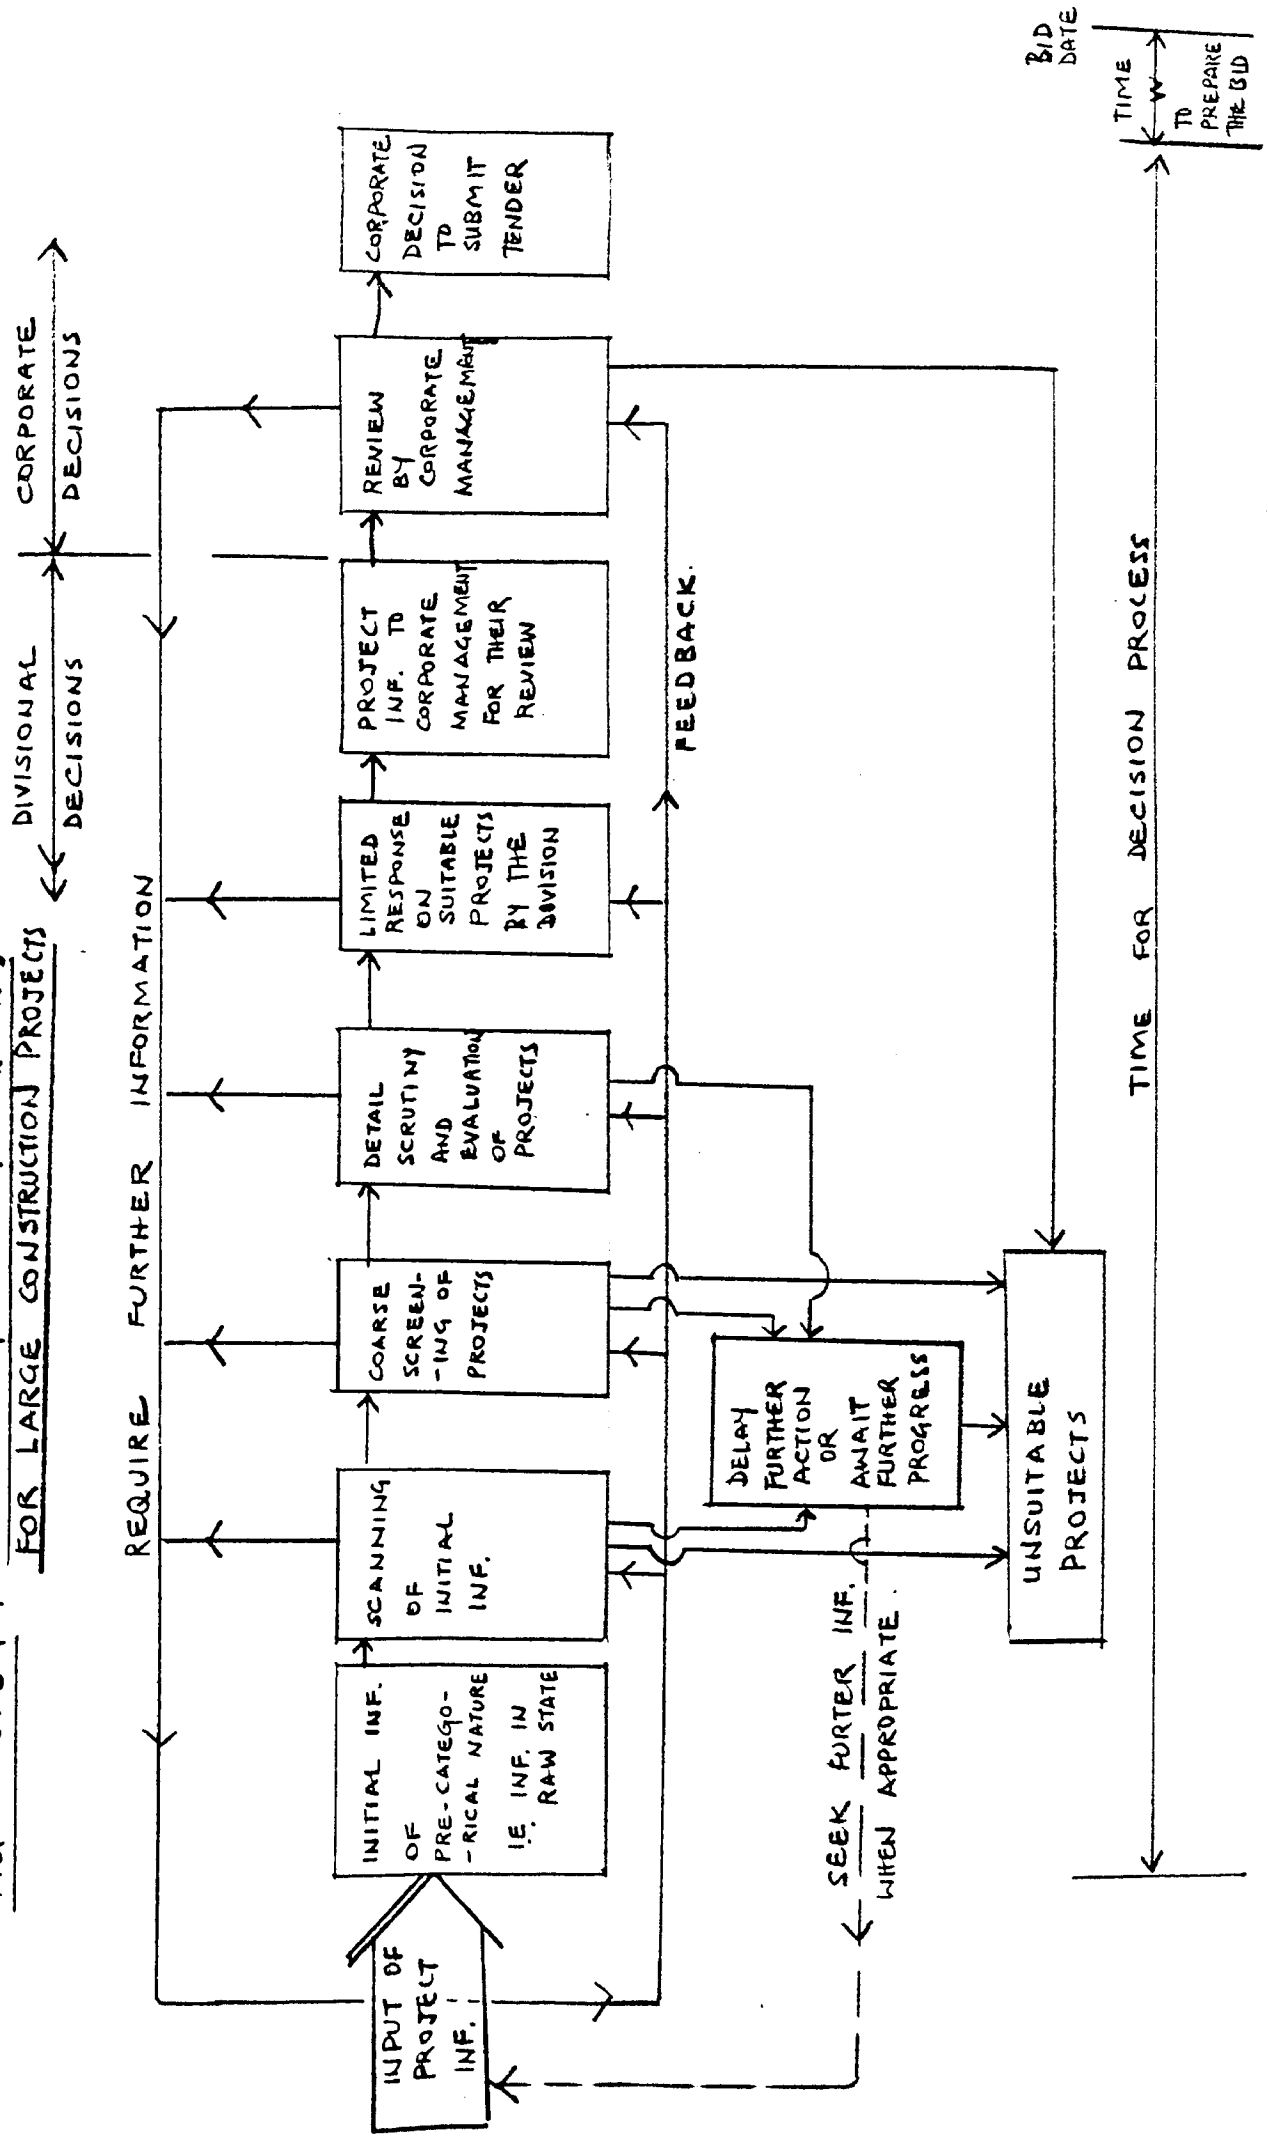 FOR LARGE CONSTRUCTION PROJECTS
DIVISIONAL
DECISIONS
CORPORATE
DECISIONS
REQUIRE FURTHER INFORMATION
INPUT OF
PROJECT
INF.
INITIAL INF.
OF
PRE-CATEGO-
-RICAL NATURE
I.E. INF. IN
RAW STATE
SCANNING
OF
INITIAL
INF.
COARSE
SCREEN-
-ING OF
PROJECTS
DETAIL
SCRUTINY
AND
EVALUATION
OF
PROJECTS
LIMITED
RESPONSE
ON
SUITABLE
PROJECTS
BY THE
DIVISION
PROJECT
INF. TO
CORPORATE
MANAGEMENT
FOR THEIR
REVIEW
REVIEW
BY
CORPORATE
MANAGEMENT
CORPORATE
DECISION
TO
SUBMIT
TENDER
FEEDBACK.
DELAY
FURTHER
ACTION
OR
AWAIT
FURTHER
PROGRESS
SEEK FURTER INF.
WHEN APPROPRIATE.
UNSUITABLE
PROJECTS
TIME FOR DECISION PROCESS
BID
DATE
TIME
TO
PREPARE
THE BID